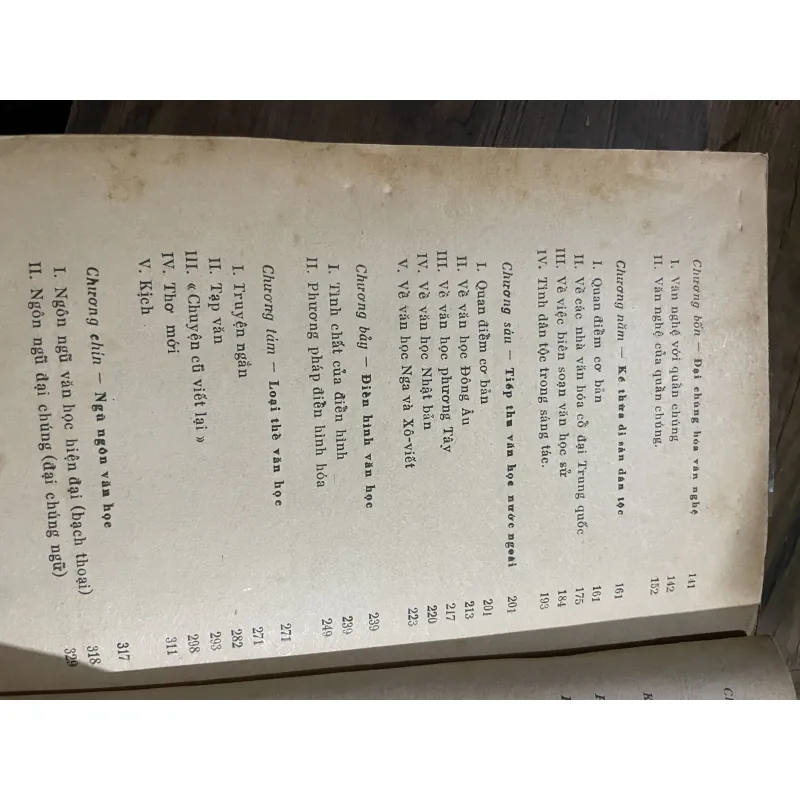 Chương bốn — Đại chúng hóa văn nghệ 141
I. Văn nghệ với quần chúng 142
II. Văn nghệ của quần chúng. 152
Chương năm — Kế thừa di sản dân tộc 161
I. Quan điểm cơ bản 161
II. Về các nhà văn hóa cổ đại Trung quốc 175
III. Về việc biên soạn văn học sử 184
IV. Tính dân tộc trong sáng tác. 193
Chương sáu — Tiếp thu văn học nước ngoài 201
I. Quan điểm cơ bản 201
II. Về văn học Đông Âu 213
III. Về văn học phương Tây 217
IV. Về văn học Nhật bản 220
V. Về văn học Nga và Xô-viết 223
Chương bảy — Điển hình văn học 239
I. Tính chất của điển hình 239
II. Phương pháp điển hình hóa 249
Chương tám — Loại thể văn học 271
I. Truyện ngắn 271
II. Tạp văn 282
III. « Chuyện cũ viết lại » 293
IV. Thơ mới 298
V. Kịch 311
Chương chín — Ngữ ngôn văn học 317
I. Ngôn ngữ văn học hiện đại (bạch thoại) 318
II. Ngôn ngũ đại chúng (đại chúng ngữ) 329